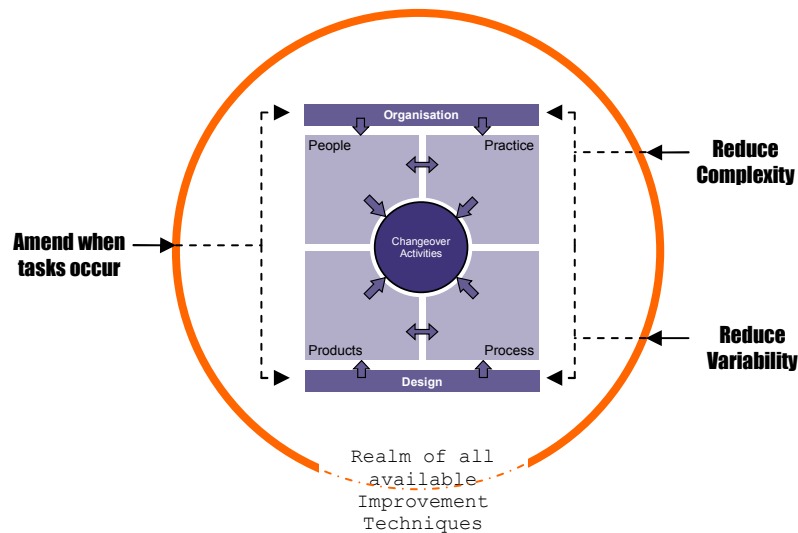 Organisation
People
Practice
Reduce
Complexity
Amend when
tasks occur
Changeover
Activities
Products
Process
Reduce
Variability
Design
Realm of all
available
Improvement
Techniques